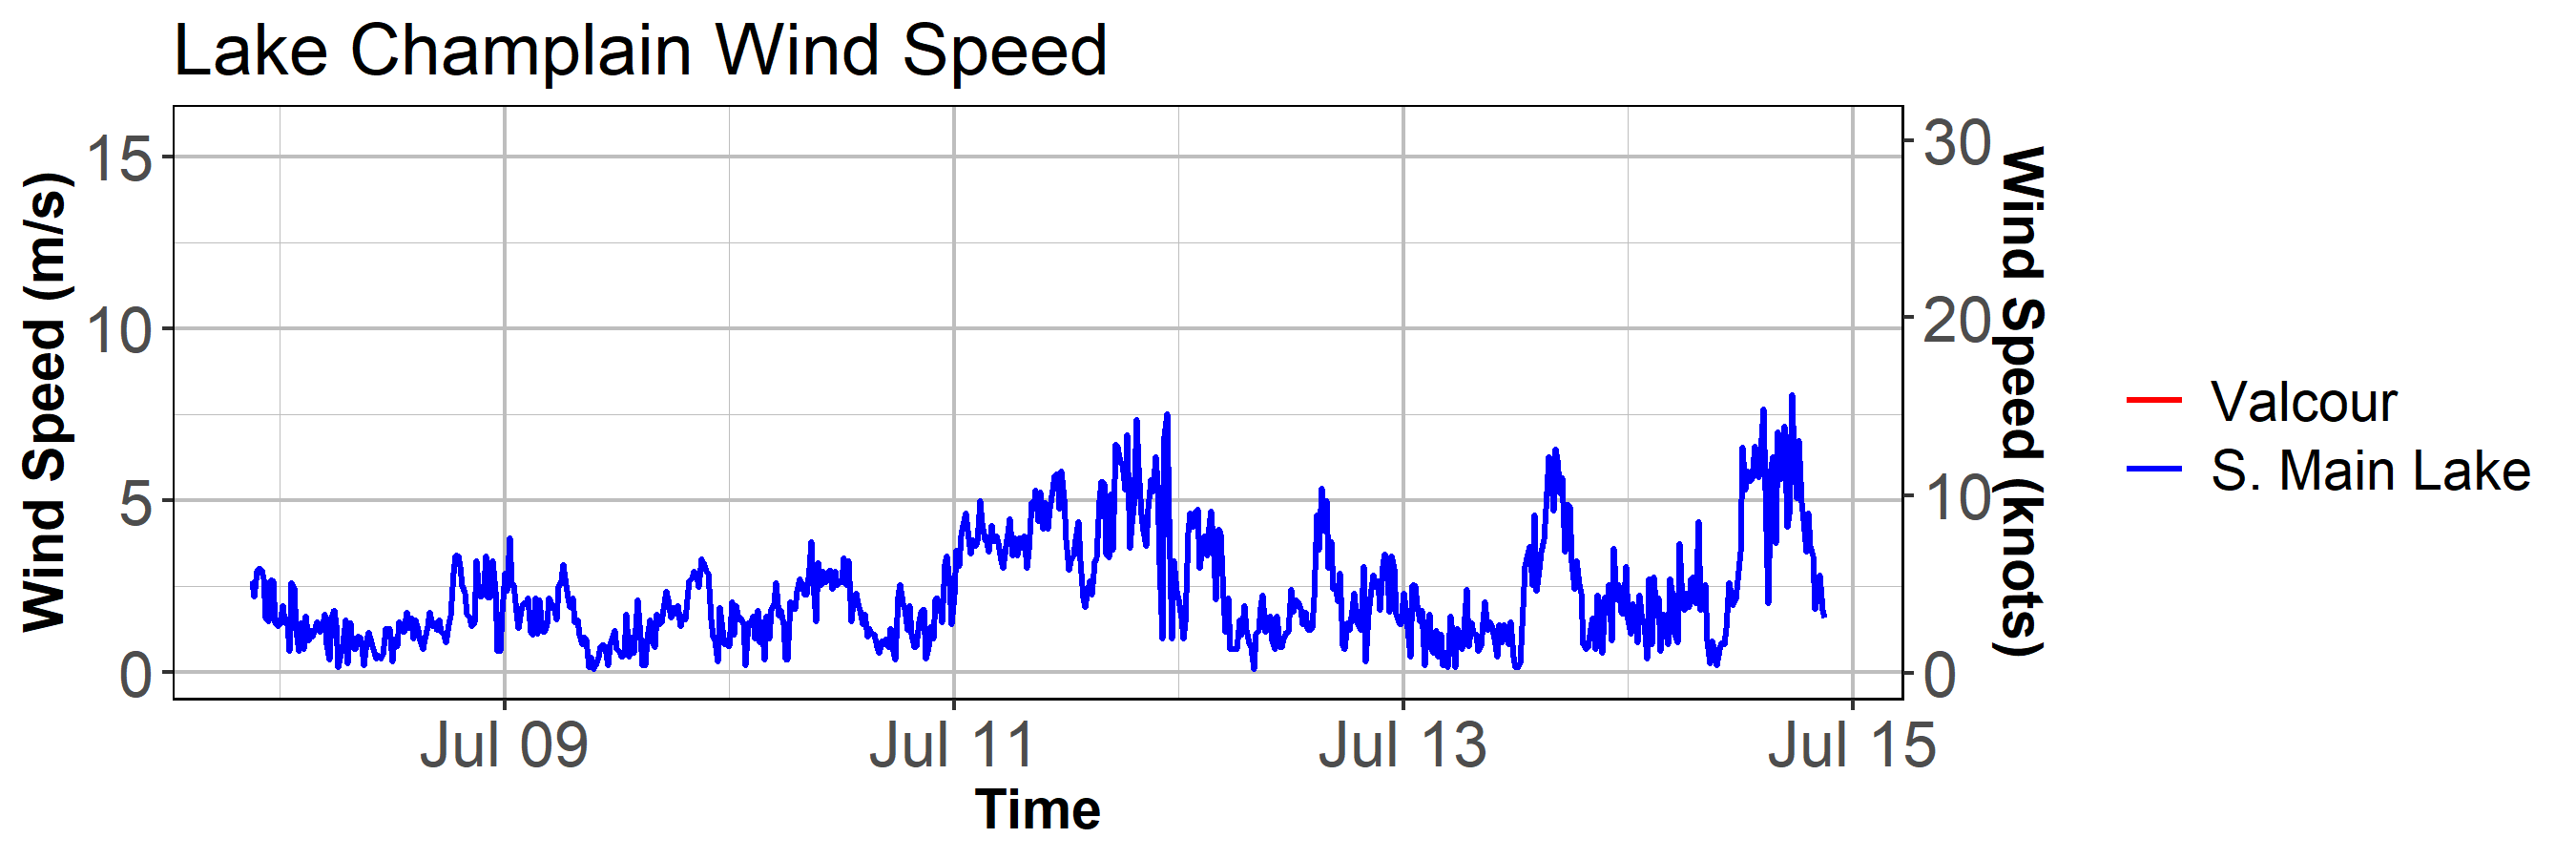 Lake Champlain Wind Speed
Wind Speed (m/s)
15
10
5
0
30
20
10
0
Wind Speed (knots)
Jul 09
Jul 11
Jul 13
Jul 15
Time
Valcour
S. Main Lake